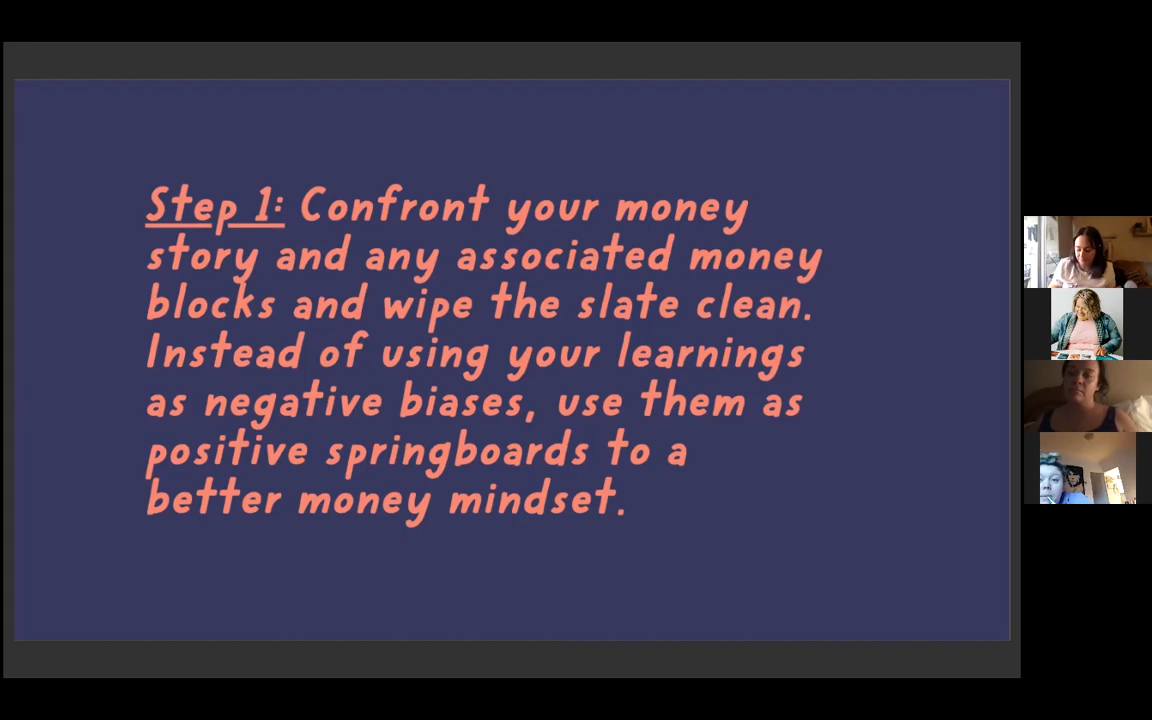 Step 1: Confront your money
story and any associated money
blocks and wipe the slate clean.
Instead of using your learnings
as negative biases, use them as
positive springboards to a
better money mindset.